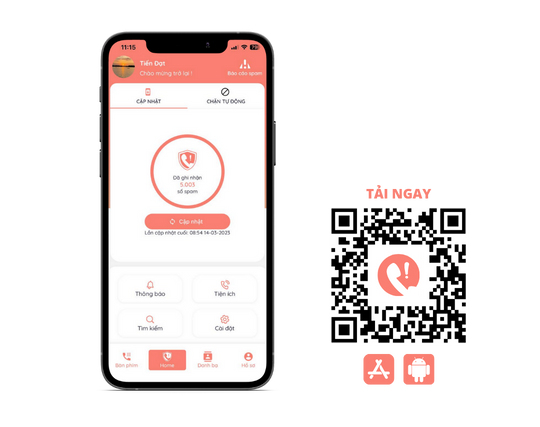 11:15
Tiến Đạt
Chào mừng trở lại !
Báo cáo spam
CẬP NHẬT
CHẶN TỰ ĐỘNG
Đã ghi nhận
5.003
số spam
Cập nhật
Lần cập nhật cuối: 08:54 14-03-2023
Thông báo
Tiện ích
Tìm kiếm
Cài đặt
Bàn phím
Home
Danh bạ
Hồ sơ
TẢI NGAY